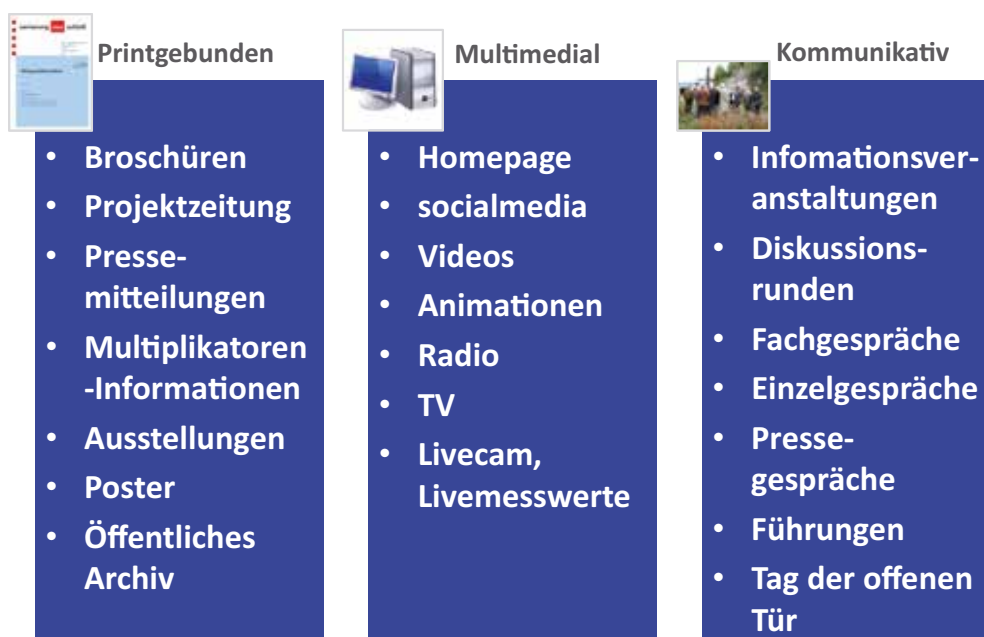 Printgebunden
• Broschüren
• Projektzeitung
• Presse-
mitteilungen
• Multiplikatoren
-Informationen
• Ausstellungen
• Poster
• Öffentliches
Archiv
Multimedial
• Homepage
• socialmedia
• Videos
• Animationen
• Radio
• TV
• Livecam,
Livemesswerte
Kommunikativ
• Infomationsver-
anstaltungen
• Diskussions-
runden
• Fachgespräche
• Einzelgespräche
• Presse-
gespräche
• Führungen
• Tag der offenen
Tür